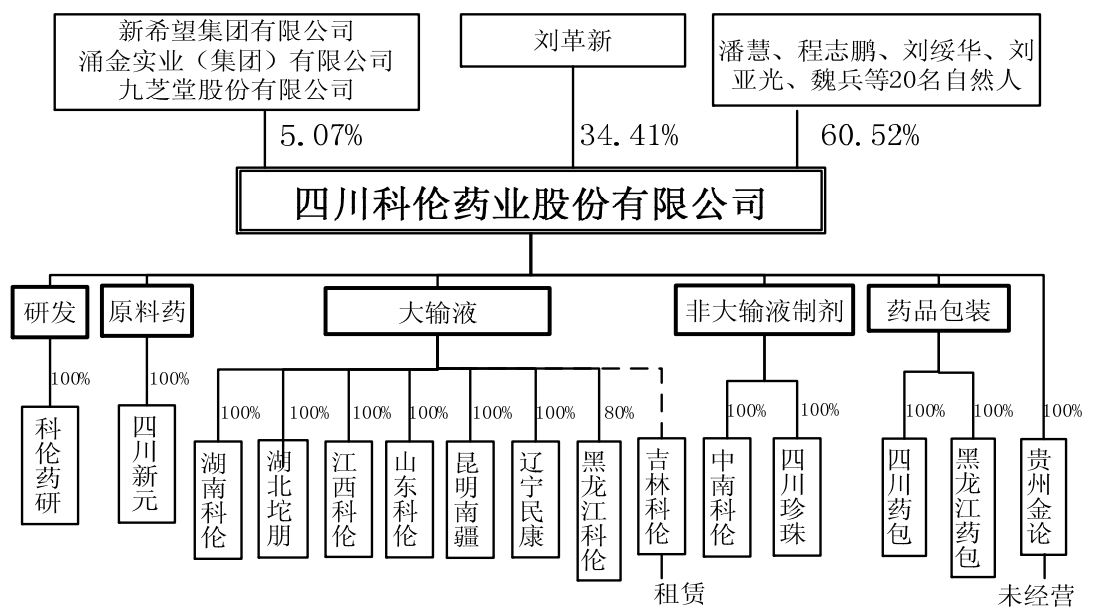 新希望集团有限公司
涌金实业（集团）有限公司
九芝堂股份有限公司
刘革新
潘慧、程志鹏、刘绥华、刘
亚光、魏兵等20名自然人
5.07%
34.41%
60.52%
四川科伦药业股份有限公司
研发
原料药
大输液
非大输液制剂
药品包装
100%
100%
100%
100%
100%
100%
100%
100%
80%
100%
100%
100%
100%
100%
科伦药研
四川新元
湖南科伦
湖北坨朋
江西科伦
山东科伦
昆明南疆
辽宁民康
黑龙江科伦
吉林科伦
中南科伦
四川珍珠
四川药包
黑龙江药包
贵州金论
租赁
未经营